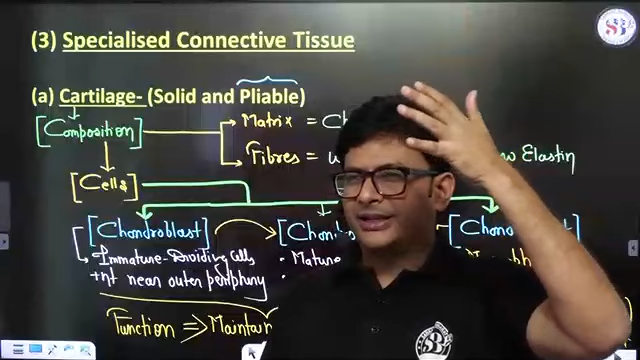 (3) Specialised Connective Tissue
(a) Cartilage- (Solid and Pliable)
[Composition]
Matrix = Ch
Fibres =
Elastin
[Cells]
[Chondroblast]
Immature-Dividing cells
+nt near outer periphery
Function ⇒ Maintain